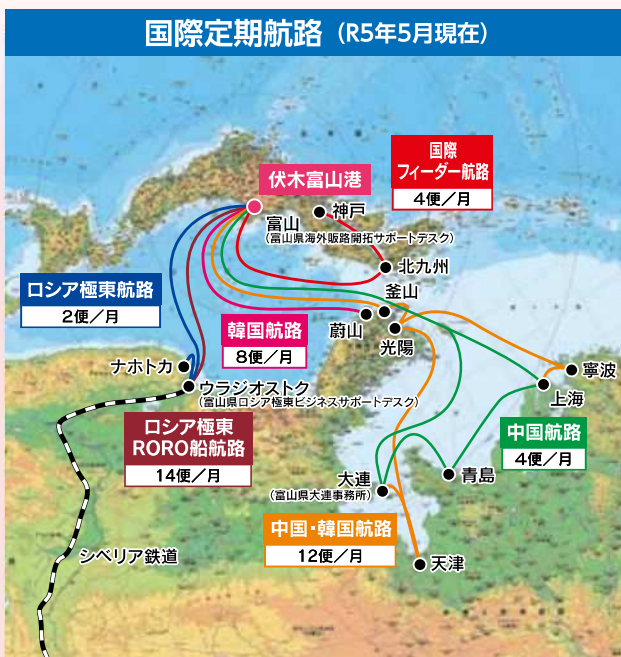 国際定期航路（R5年5月現在）
国際
フィーダー航路
4便／月
伏木富山港
神戸
富山
（富山県海外販路開拓サポートデスク）
北九州
ロシア極東航路
2便／月
釜山
韓国航路
8便／月
蔚山
光陽
ナホトカ
ウラジオストク
（富山県ロシア極東ビジネスサポートデスク）
寧波
上海
ロシア極東
RORO船航路
14便／月
中国航路
4便／月
大連
（富山県大連事務所）
青島
中国・韓国航路
12便／月
シベリア鉄道
天津